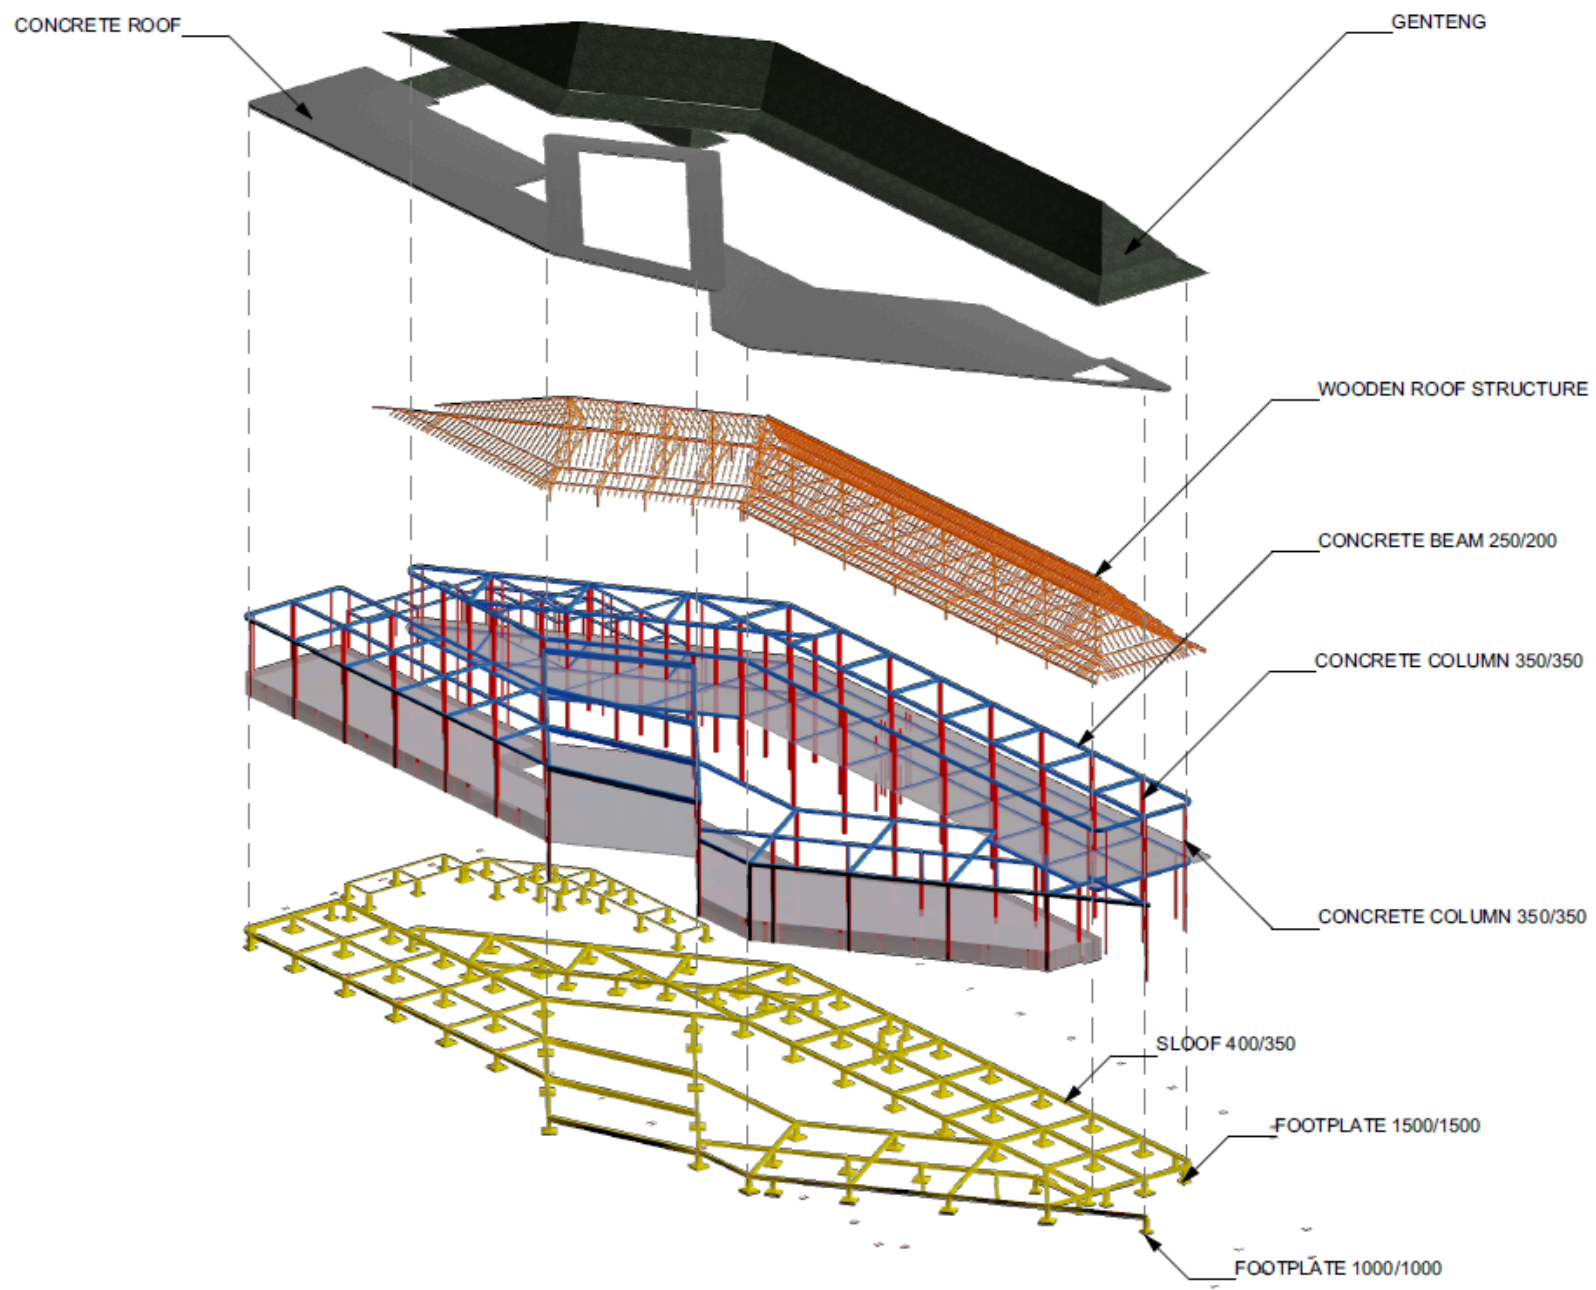 CONCRETE ROOF
GENTENG
WOODEN ROOF STRUCTURE
CONCRETE BEAM 250/200
CONCRETE COLUMN 350/350
CONCRETE COLUMN 350/350
SLOOF 400/350
FOOTPLATE 1500/1500
FOOTPLATE 1000/1000